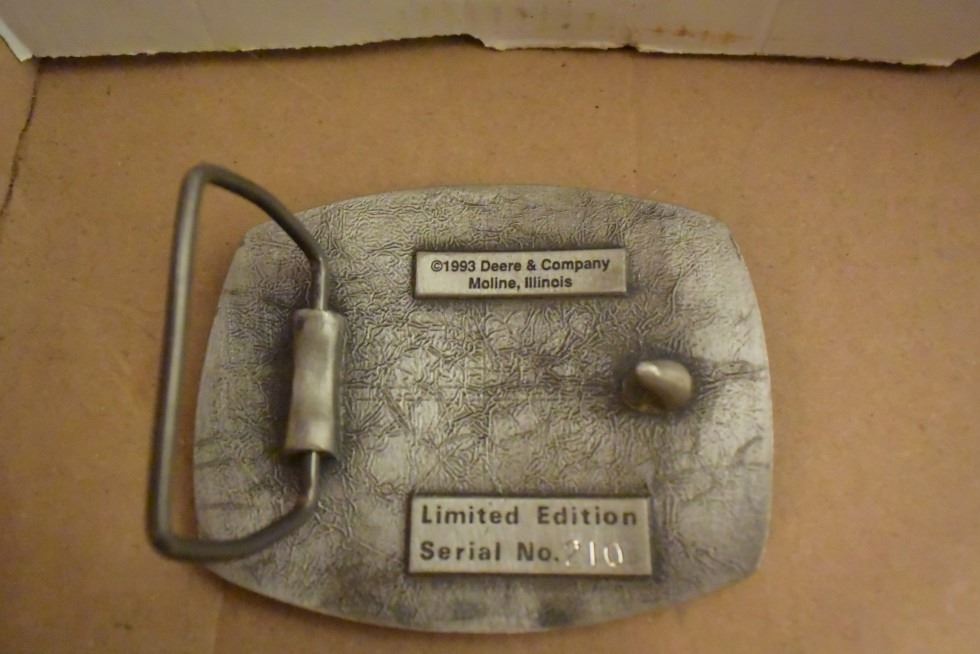 ©1993 Deere & Company
Moline, Illinois
Limited Edition
Serial No. 210